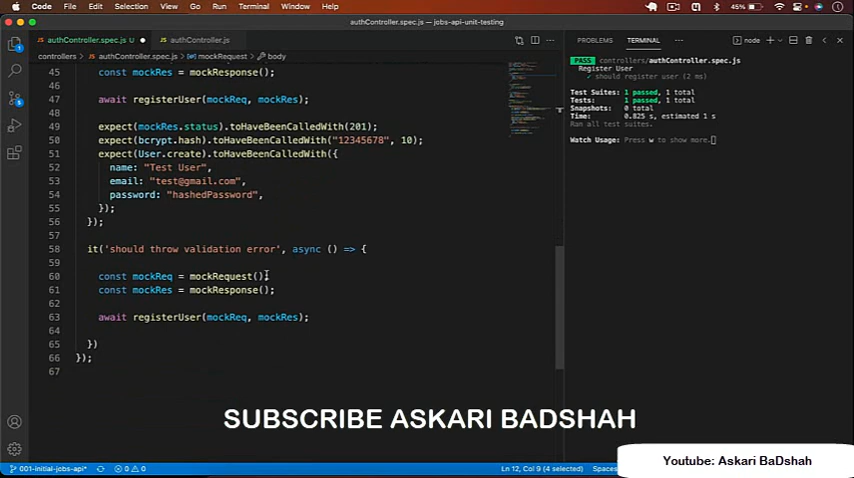 Code File Edit Selection View Go Run Terminal Window Help
45%
authController.spec.js — jobs-api-unit-testing
authController.spec.js
authController.js
controllers > authController.spec.js > mockRequest > body
45 const mockRes = mockResponse();
46
47 await registerUser(mockReq, mockRes);
48
49 expect(mockRes.status).toHaveBeenCalledWith(201);
50 expect(bcrypt.hash).toHaveBeenCalledWith("12345678", 10);
51 expect(User.create).toHaveBeenCalledWith({
52 name: "Test User",
53 email: "test@gmail.com",
54 password: "hashedPassword",
55 });
56 });
57
58 it('should throw validation error', async () => {
59
60 const mockReq = mockRequest();
61 const mockRes = mockResponse();
62
63 await registerUser(mockReq, mockRes);
64
65 })
66 });
67
PROBLEMS TERMINAL ··· node
PASS controllers/authController.spec.js
Register User
✓ should register user (2 ms)
Test Suites: 1 passed, 1 total
Tests: 1 passed, 1 total
Snapshots: 0 total
Time: 0.825 s, estimated 1 s
Ran all test suites.
Watch Usage: Press w to show more.
SUBSCRIBE ASKARI BADSHAH
Youtube: Askari BaDshah
001-initial-jobs-api* 0 0 Ln 12, Col 9 (4 selected) Spaces